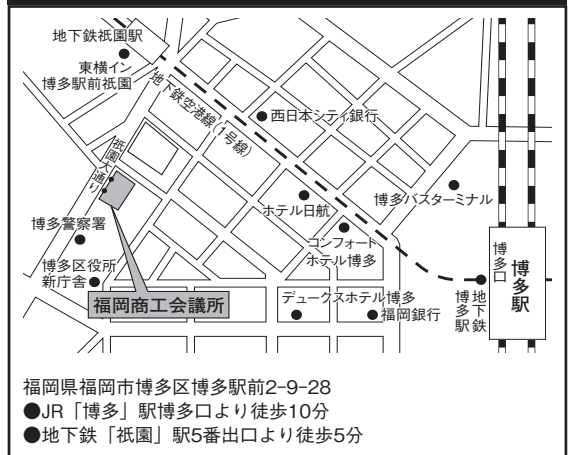 地下鉄祇園駅
東横イン
博多駅前祇園
地下鉄空港線(1号線)
西日本シティ銀行
祇園大通り
博多バスターミナル
ホテル日航
博多警察署
コンフォート
ホテル博多
博多口
博多駅
博多区役所
新庁舎
地下鉄
博多駅
福岡商工会議所
デュークスホテル博多
福岡銀行
福岡県福岡市博多区博多駅前2-9-28
●JR「博多」駅博多口より徒歩10分
●地下鉄「祇園」駅5番出口より徒歩5分